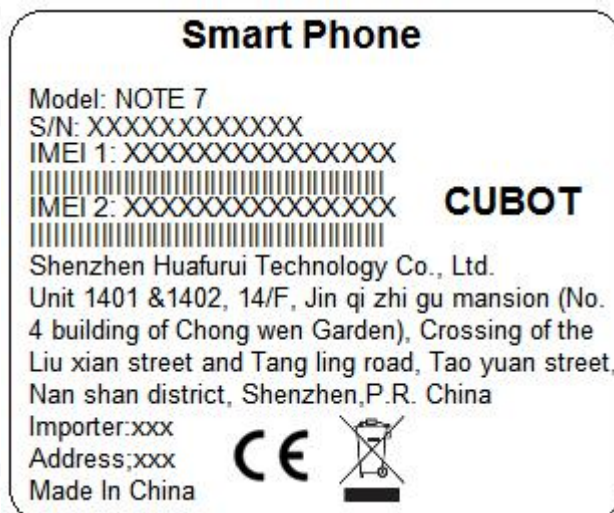 Smart Phone
Model: NOTE 7
S/N: XXXXXXXXXXXX
IMEI 1: XXXXXXXXXXXXXXX
IMEI 2: XXXXXXXXXXXXXXX
CUBOT
Shenzhen Huafurui Technology Co., Ltd.
Unit 1401 &1402, 14/F, Jin qi zhi gu mansion (No.
4 building of Chong wen Garden), Crossing of the
Liu xian street and Tang ling road, Tao yuan street,
Nan shan district, Shenzhen,P.R. China
Importer:xxx
Address;xxx
Made In China
CE